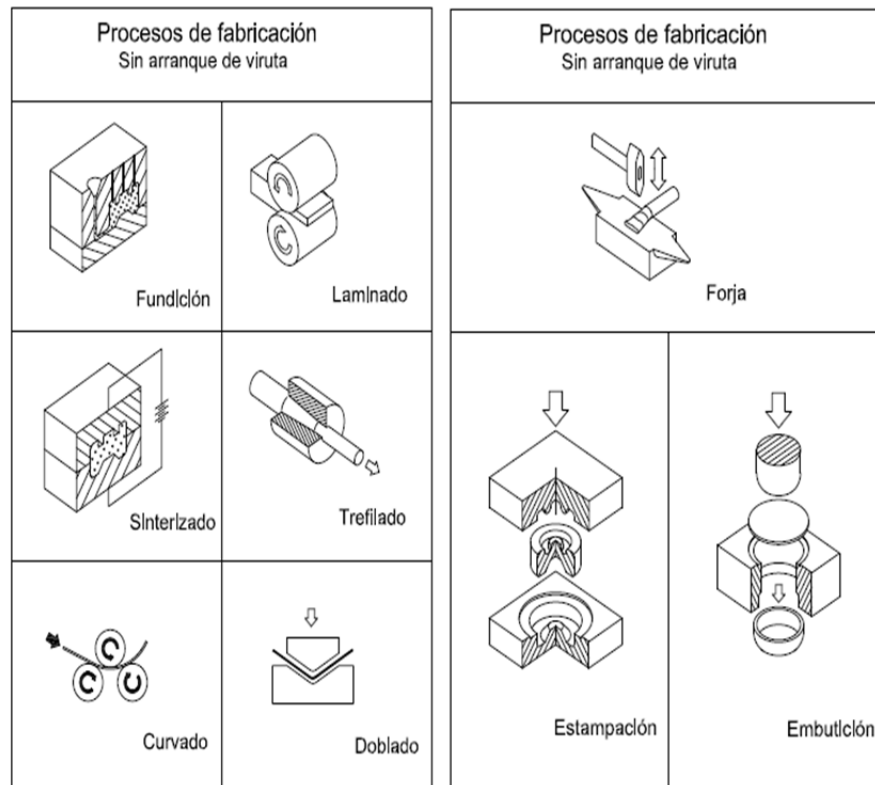 Procesos de fabricación
Sin arranque de viruta
Fundición
Laminado
Sinterizado
Trefilado
Curvado
Doblado
Procesos de fabricación
Sin arranque de viruta
Forja
Estampación
Embutición